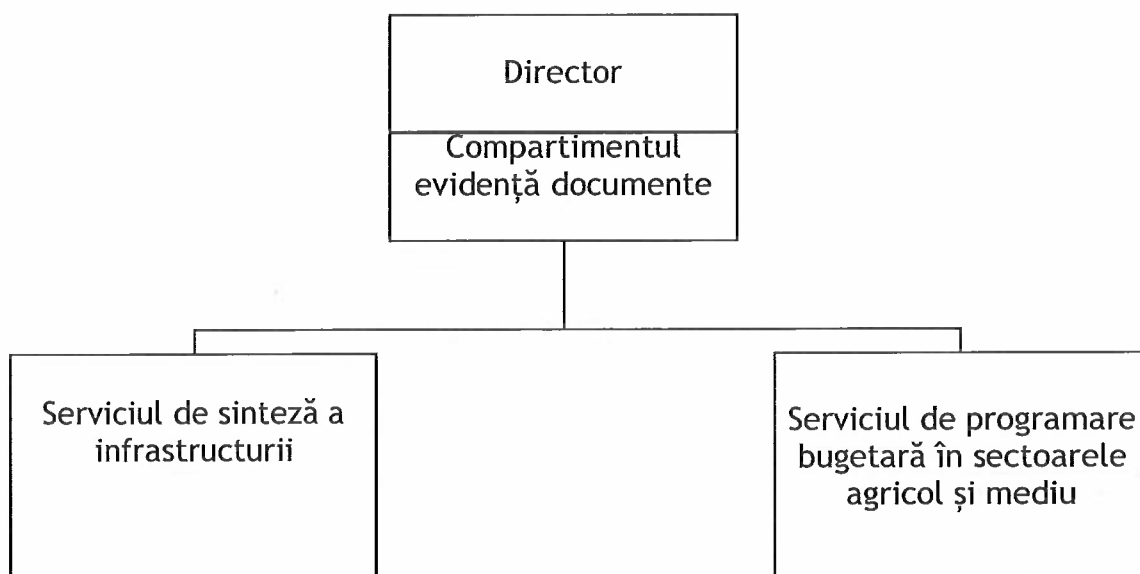 Director
Compartimentul
evidență documente
Serviciul de sinteză a
infrastructurii
Serviciul de programare
bugetară în sectoarele
agricol și mediu